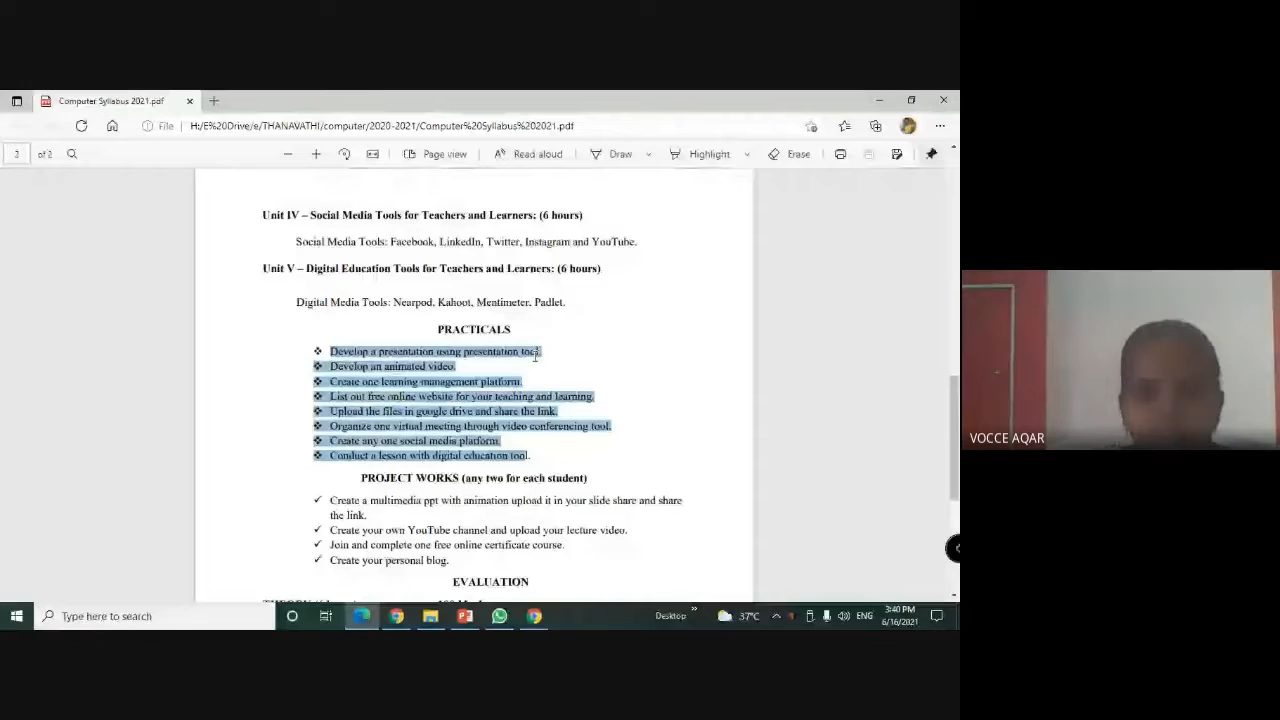 Computer Syllabus 2021.pdf
File H:/E%20Drive/e/THANAVATHI/computer/2020-2021/Computer%20Syllabus%202021.pdf
of 2 Page view Read aloud Draw Highlight Erase
Unit IV – Social Media Tools for Teachers and Learners: (6 hours)
Social Media Tools: Facebook, LinkedIn, Twitter, Instagram and YouTube.
Unit V – Digital Education Tools for Teachers and Learners: (6 hours)
Digital Media Tools: Nearpod, Kahoot, Mentimeter, Padlet.
PRACTICALS
❖ Develop a presentation using presentation tool.
❖ Develop an animated video.
❖ Create one learning management platform.
❖ List out free online website for your teaching and learning.
❖ Upload the files in google drive and share the link.
❖ Organize one virtual meeting through video conferencing tool.
❖ Create any one social media platform.
❖ Conduct a lesson with digital education tool.
PROJECT WORKS (any two for each student)
✓ Create a multimedia ppt with animation upload it in your slide share and share
the link.
✓ Create your own YouTube channel and upload your lecture video.
✓ Join and complete one free online certificate course.
✓ Create your personal blog.
EVALUATION
VOCCE AQAR
Type here to search
Desktop
37°C
ENG
3:40 PM
6/16/2021